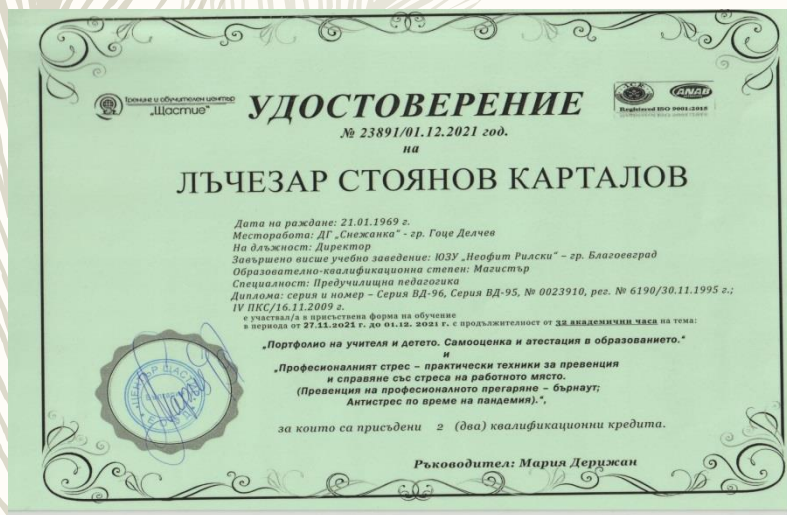 Тренинг и обучителен център
„Щастие"
УДОСТОВЕРЕНИЕ
ANAB
Registered ISO 9001:2015
№ 23891/01.12.2021 год.
на
ЛЪЧЕЗАР СТОЯНОВ КАРТАЛОВ
Дата на раждане: 21.01.1969 г.
Месторабота: ДГ „Снежанка" - гр. Гоце Делчев
На длъжност: Директор
Завършено висше учебно заведение: ЮЗУ „Неофит Рилски" – гр. Благоевград
Образователно-квалификационна степен: Магистър
Специалност: Предучилищна педагогика
Диплома: серия и номер – Серия ВД-96, Серия ВД-95, № 0023910, рег. № 6190/30.11.1995 г.;
IV ПКС/16.11.2009 г.
е участвал/а в присъствена форма на обучение
в периода от 27.11.2021 г. до 01.12. 2021 г. с продължителност от 32 академични часа на тема:
„Портфолио на учителя и детето. Самооценка и атестация в образованието."
и
„Професионалният стрес – практически техники за превенция
и справяне със стреса на работното място.
(Превенция на професионалното прегаряне – бърнаут;
Антистрес по време на пандемия).",
за които са присъдени 2 (два) квалификационни кредита.
Ръководител: Мария Дерижан